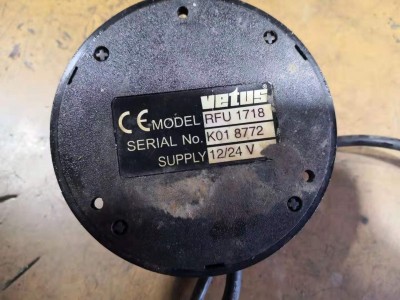 vetus
CE MODEL RFU 1718
SERIAL No. K01 8772
SUPPLY 12/24 V